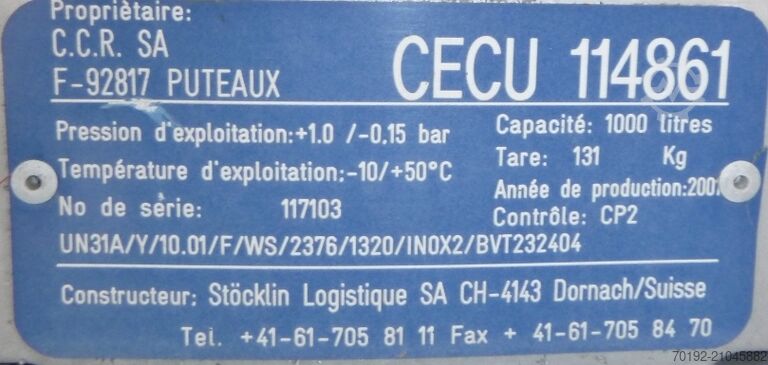 Propriétaire:
C.C.R. SA
F-92817 PUTEAUX
CECU 114861
Pression d'exploitation:+1.0 /-0.15 bar
Température d'exploitation:-10/+50°C
No de série: 117103
Capacité: 1000 litres
Tare: 131 Kg
Année de production:
Contrôle: CP2
UN31A/Y/10.01/F/WS/2376/1320/INOX2/BVT232404
Constructeur: Stöcklin Logistique SA CH-4143 Dornach/Suisse
Tel. +41-61-705 81 11 Fax + 41-61-705 84 70
70192-21045882